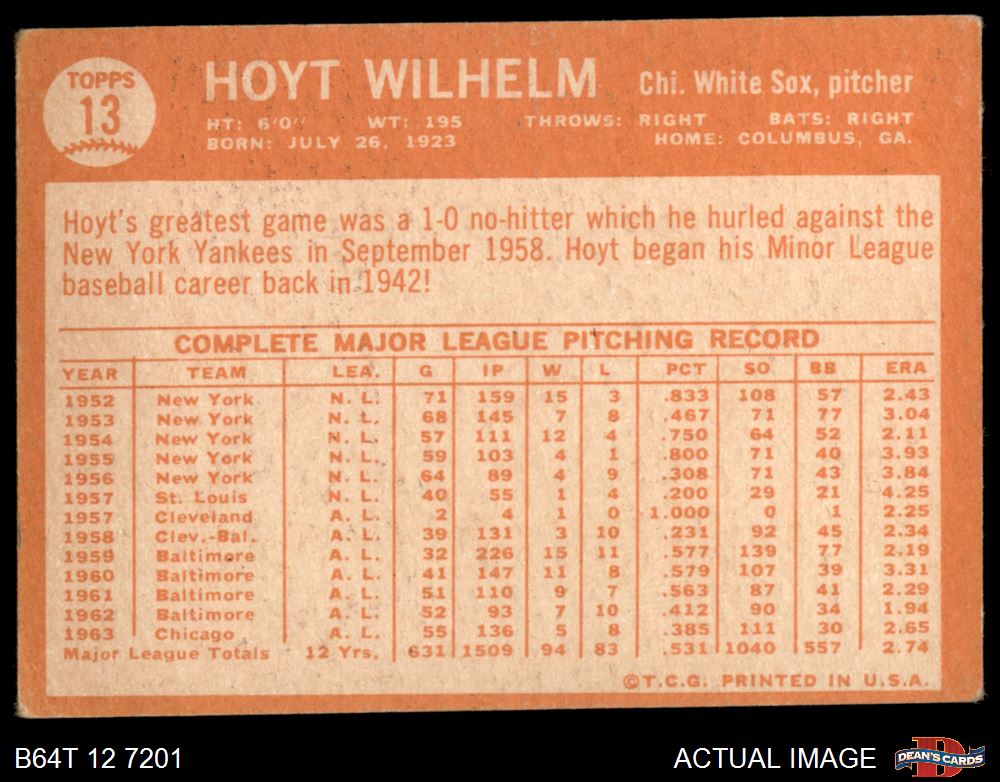 TOPPS
13
HOYT WILHELM Chi. White Sox, pitcher
HT: 6'0" WT: 195 THROWS: RIGHT BATS: RIGHT
BORN: JULY 26, 1923 HOME: COLUMBUS, GA.
Hoyt's greatest game was a 1-0 no-hitter which he hurled against the
New York Yankees in September 1958. Hoyt began his Minor League
baseball career back in 1942!
COMPLETE MAJOR LEAGUE PITCHING RECORD
YEAR TEAM LEA. G IP W L PCT SO BB ERA
1952 New York N. L. 71 159 15 3 .833 108 57 2.43
1953 New York N. L. 68 145 7 8 .467 71 77 3.04
1954 New York N. L. 57 111 12 4 .750 64 52 2.11
1955 New York N. L. 59 103 4 1 .800 71 40 3.93
1956 New York N. L. 64 89 4 9 .308 71 43 3.84
1957 St. Louis N. L. 40 55 1 4 .200 29 21 4.25
1957 Cleveland A. L. 2 4 1 0 1.000 0 1 2.25
1958 Clev.-Bal. A. L. 39 131 3 10 .231 92 45 2.34
1959 Baltimore A. L. 32 226 15 11 .577 139 77 2.19
1960 Baltimore A. L. 41 147 11 8 .579 107 39 3.31
1961 Baltimore A. L. 51 110 9 7 .563 87 41 2.29
1962 Baltimore A. L. 52 93 7 10 .412 90 34 1.94
1963 Chicago A. L. 55 136 5 8 .385 111 30 2.65
Major League Totals 12 Yrs. 631 1509 94 83 .531 1040 557 2.74
©T.C.G. PRINTED IN U.S.A.
B64T 12 7201 ACTUAL IMAGE
D
DEAN'S CARDS